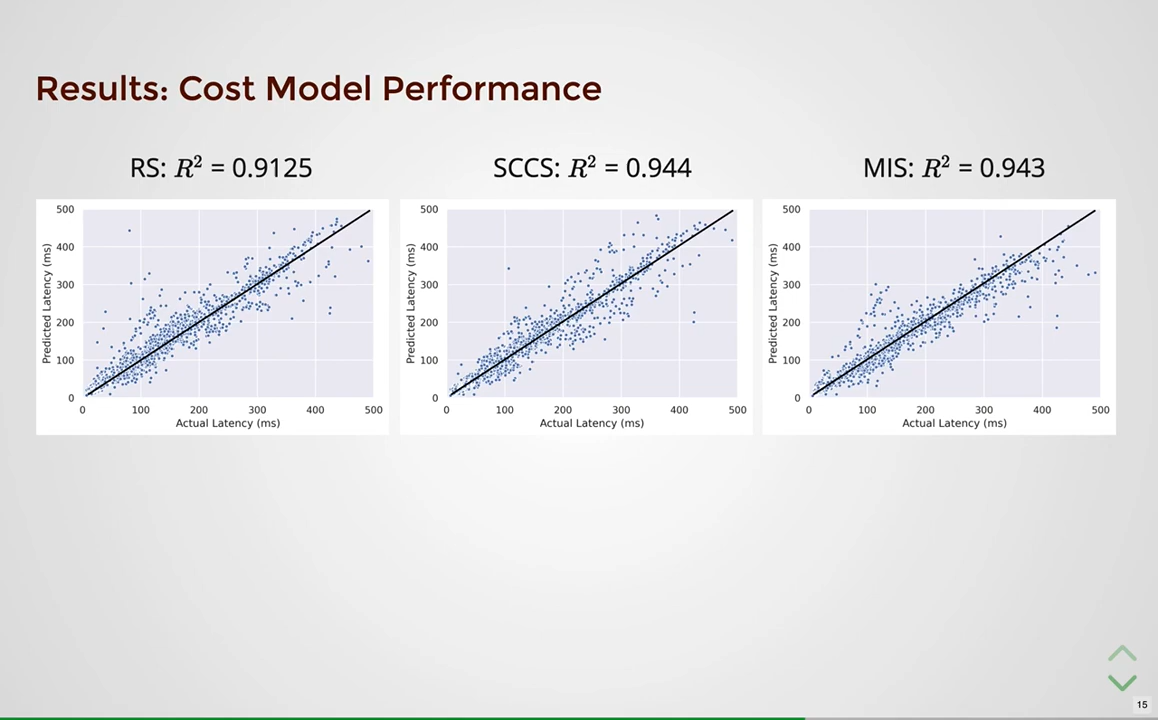 Results: Cost Model Performance
RS: R² = 0.9125
SCCS: R² = 0.944
MIS: R² = 0.943
500
400
300
200
100
0
Predicted Latency (ms)
0 100 200 300 400 500
Actual Latency (ms)
500
400
300
200
100
0
Predicted Latency (ms)
0 100 200 300 400 500
Actual Latency (ms)
500
400
300
200
100
0
Predicted Latency (ms)
0 100 200 300 400 500
Actual Latency (ms)
15